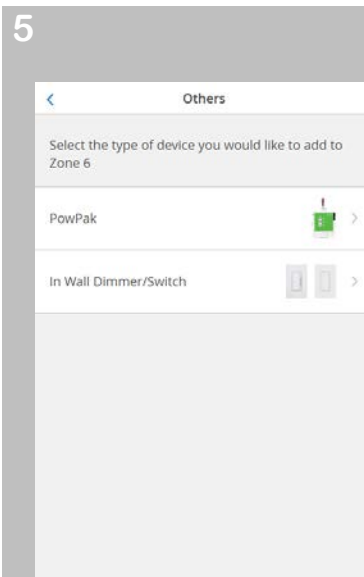 5
Others
Select the type of device you would like to add to
Zone 6
PowPak
In Wall Dimmer/Switch